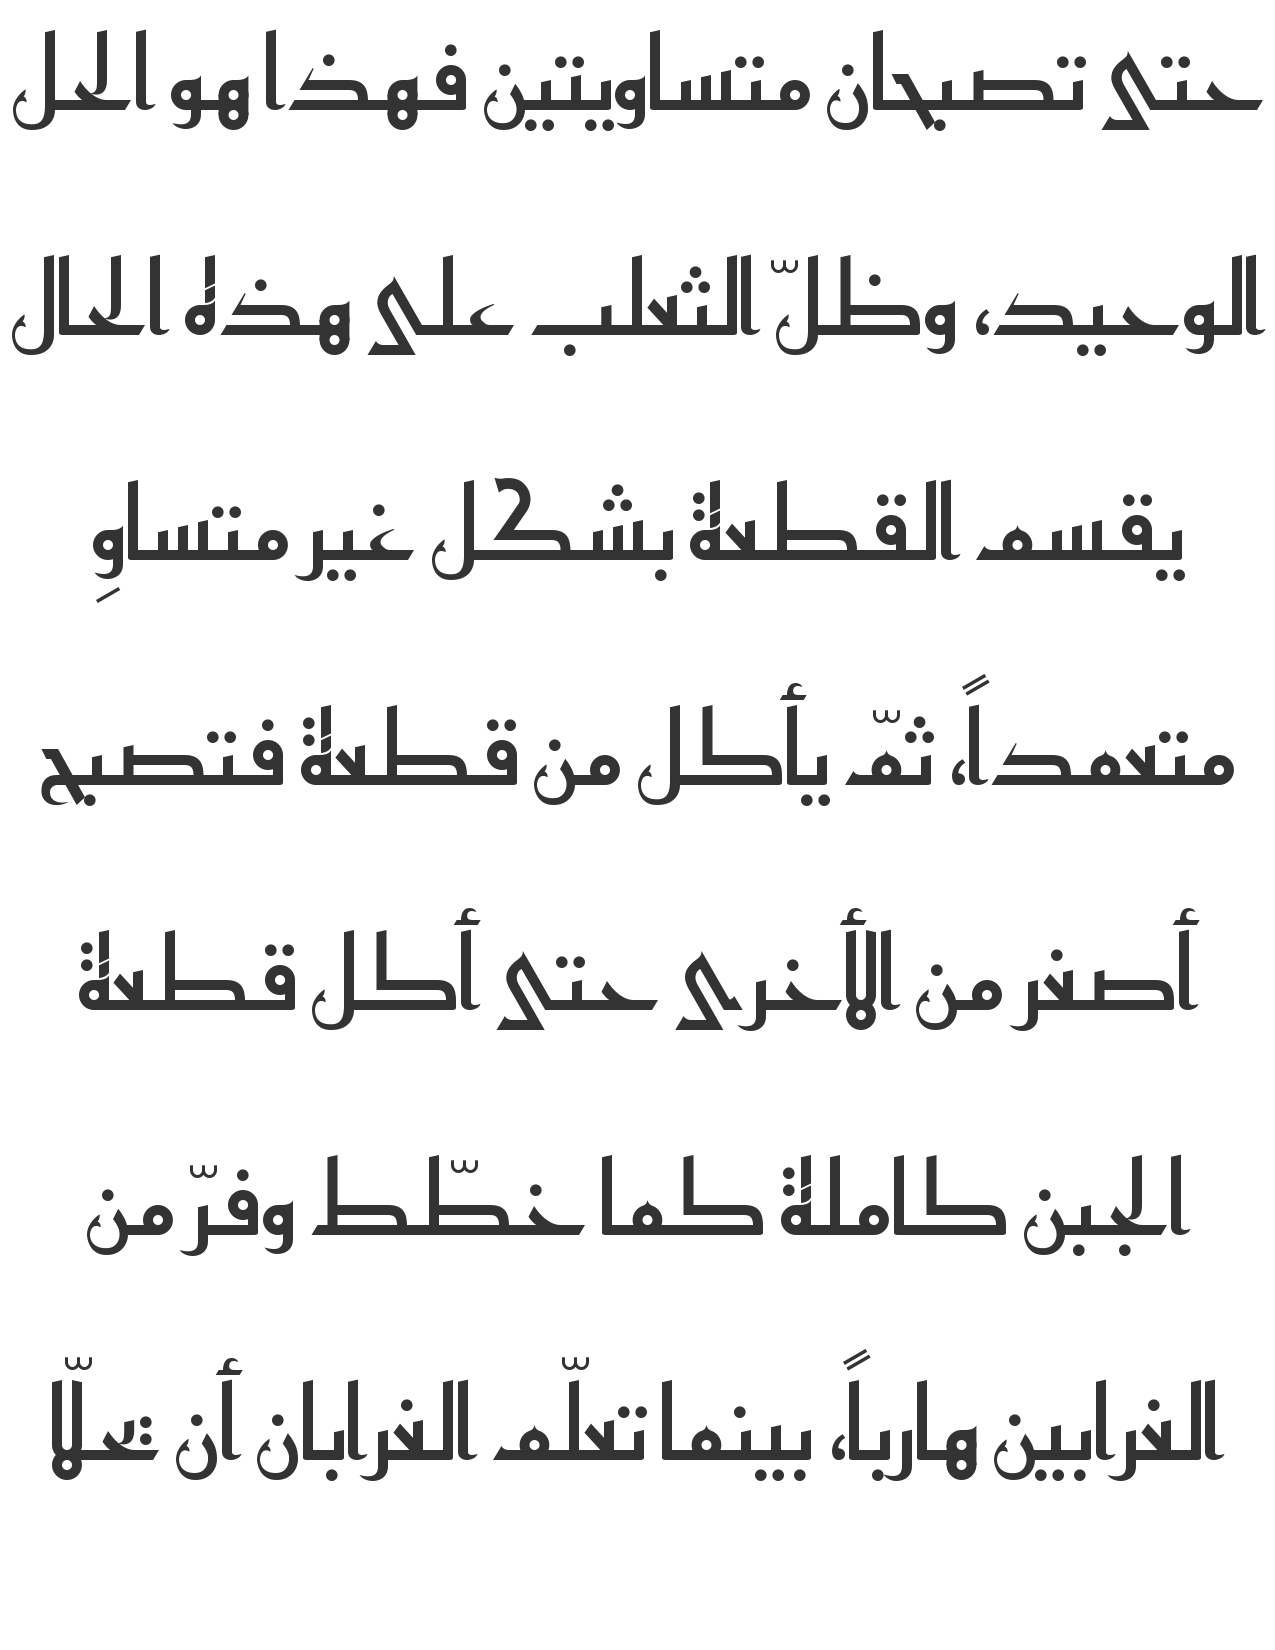 حتى تصبحان متساويتين فهذا هو الحل
الوحيد، وظلّ الثعلب على هذه الحال
يقسم القطعة بشكل غير متساوِ
متعمداً، ثمّ يأكل من قطعة فتصبح
أصغر من الأخرى حتى أكل قطعة
الجبن كاملة كما خطّط وفرّ من
الغرابين هارباً، بينما تعلّم الغرابان أن يحلّا